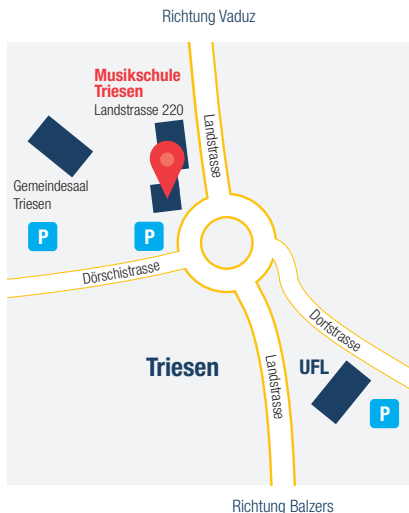 Richtung Vaduz
Musikschule
Triesen
Landstrasse 220
Landstrasse
Gemeindesaal
Triesen
P
P
Dörschistrasse
Dorfstrasse
Triesen
Landstrasse
UFL
P
Richtung Balzers